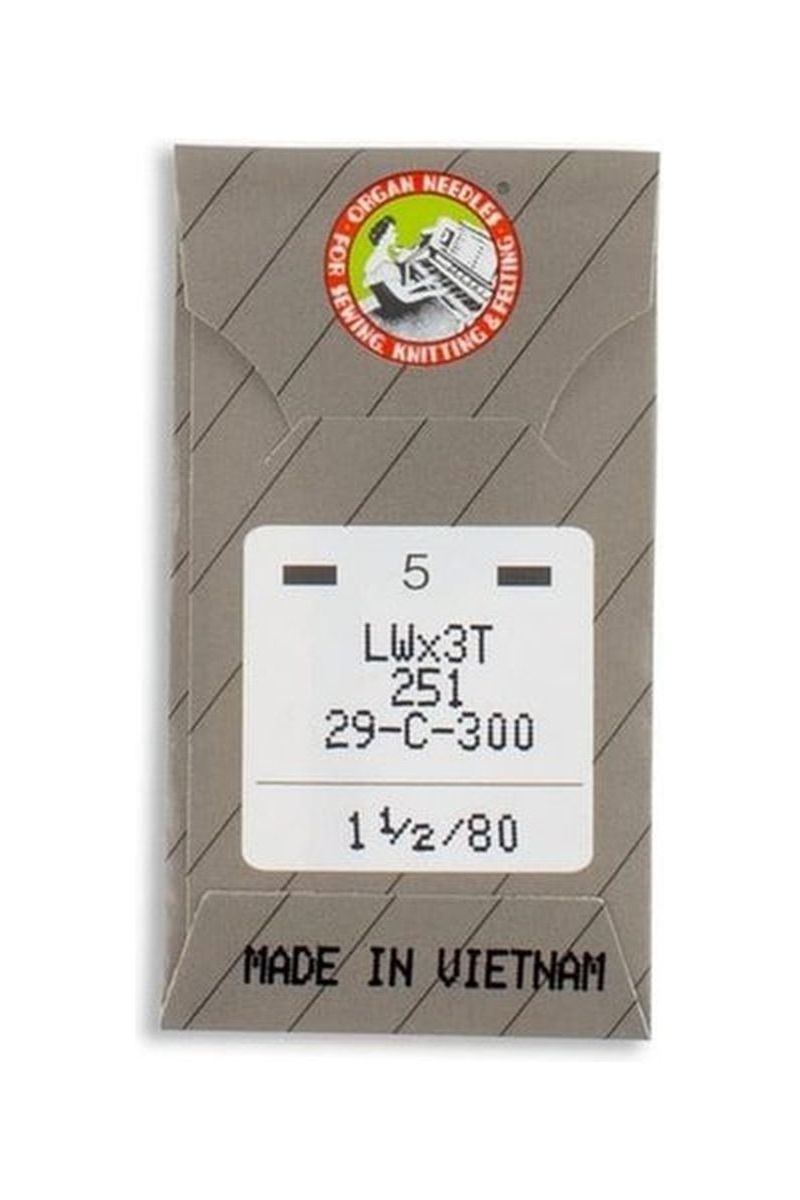 ORGAN NEEDLES ®
· FOR SEWING, KNITTING & FELTING ·
5
LWx3T
251
29-C-300
1 1/2/80
MADE IN VIETNAM